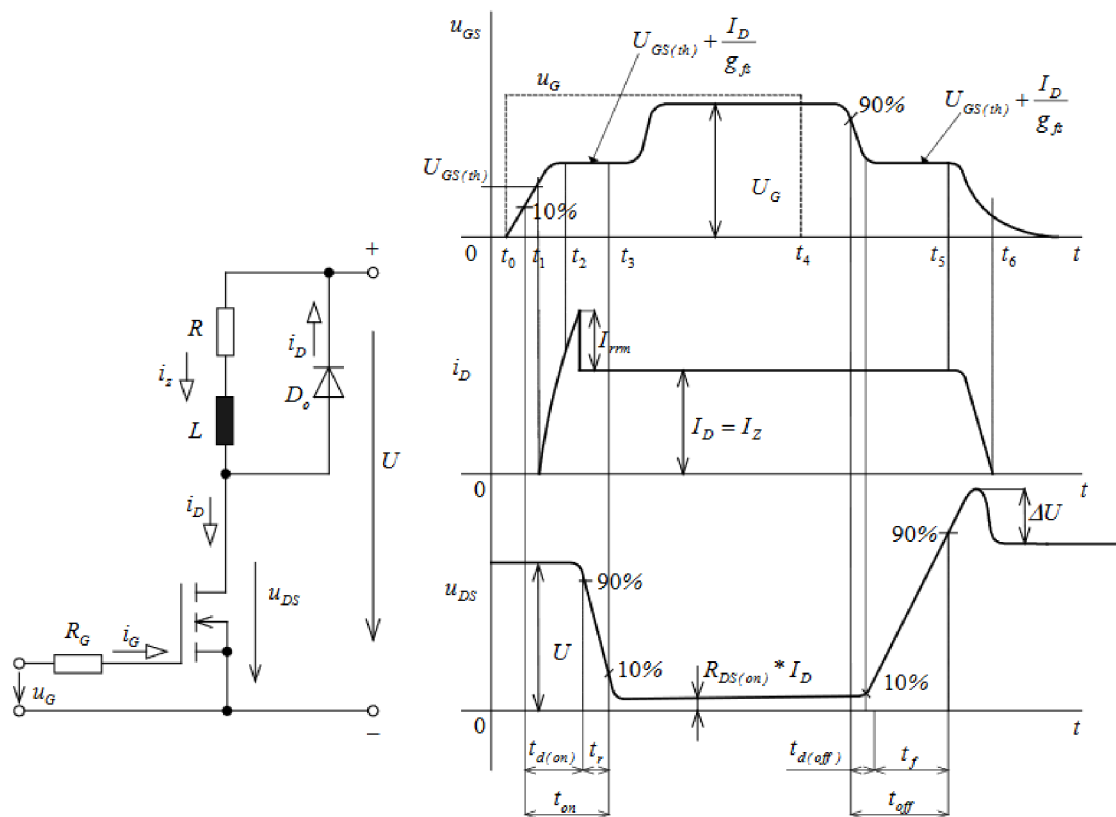 +
R
i_D
i_z
D_o
L
U
i_D
u_DS
R_G
i_G
u_G
−
u_GS
U_GS(th) + I_D / g_fs
u_G
90%
U_GS(th) + I_D / g_fs
U_GS(th)
10%
U_G
0 t_0 t_1 t_2 t_3 t_4 t_5 t_6 t
I_rrm
i_D
I_D = I_Z
0 t
ΔU
90%
90%
u_DS
U
10%
R_DS(on) * I_D
10%
0 t
t_d(on) t_r t_d(off) t_f
t_on t_off